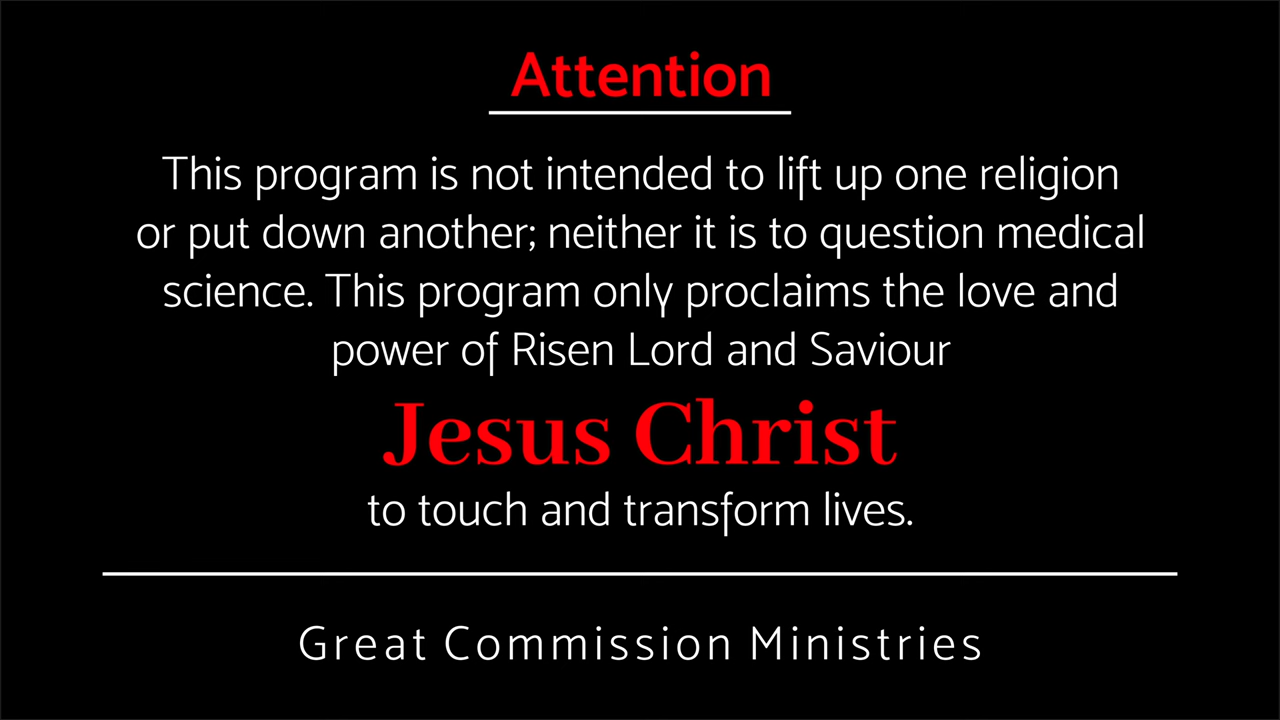 Attention
This program is not intended to lift up one religion
or put down another; neither it is to question medical
science. This program only proclaims the love and
power of Risen Lord and Saviour
Jesus Christ
to touch and transform lives.
Great Commission Ministries